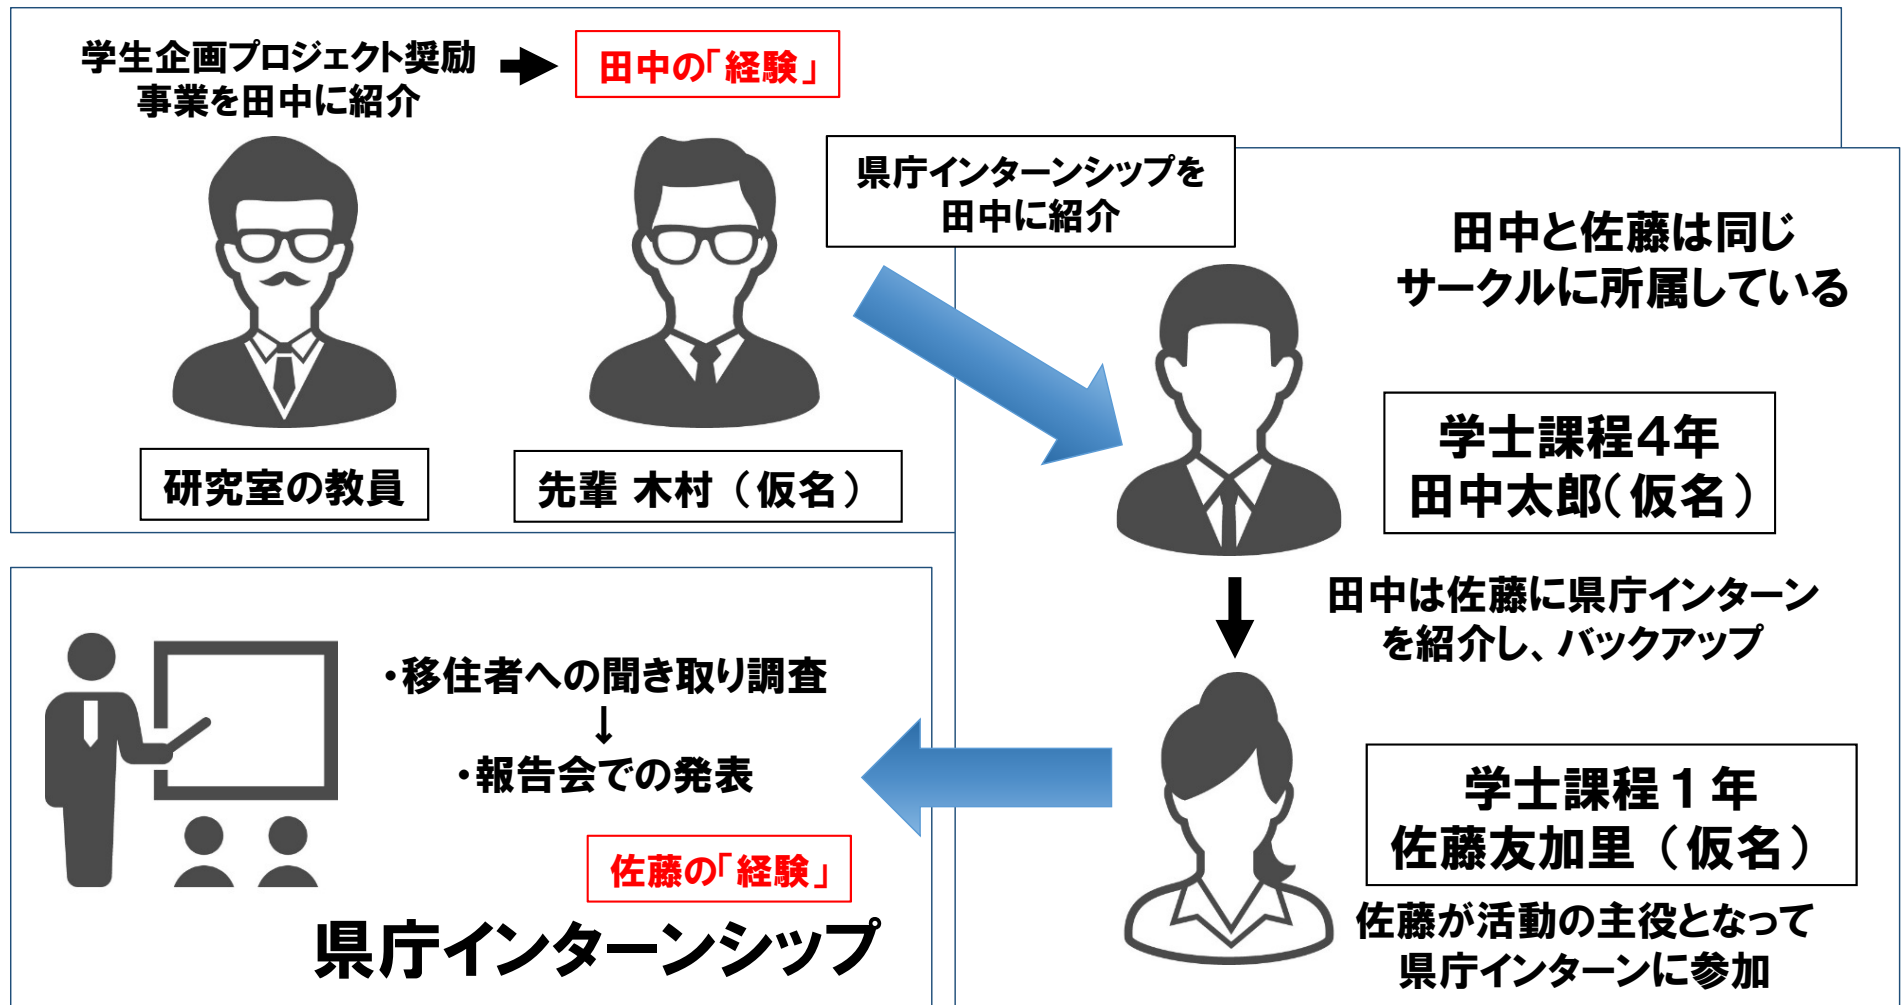 学生企画プロジェクト奨励
事業を田中に紹介
田中の「経験」
県庁インターンシップを
田中に紹介
研究室の教員
先輩 木村（仮名）
田中と佐藤は同じ
サークルに所属している
学士課程４年
田中太郎（仮名）
田中は佐藤に県庁インターン
を紹介し、バックアップ
学士課程１年
佐藤友加里（仮名）
佐藤が活動の主役となって
県庁インターンに参加
・移住者への聞き取り調査
↓
・報告会での発表
佐藤の「経験」
県庁インターンシップ